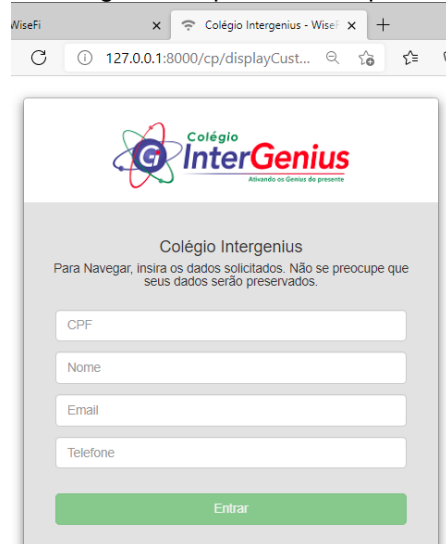 WiseFi
Colégio Intergenius - WiseF
127.0.0.1:8000/cp/displayCust...
Colégio
InterGenius
Ativando os Genius do presente
Colégio Intergenius
Para Navegar, insira os dados solicitados. Não se preocupe que
seus dados serão preservados.
CPF
Nome
Email
Telefone
Entrar